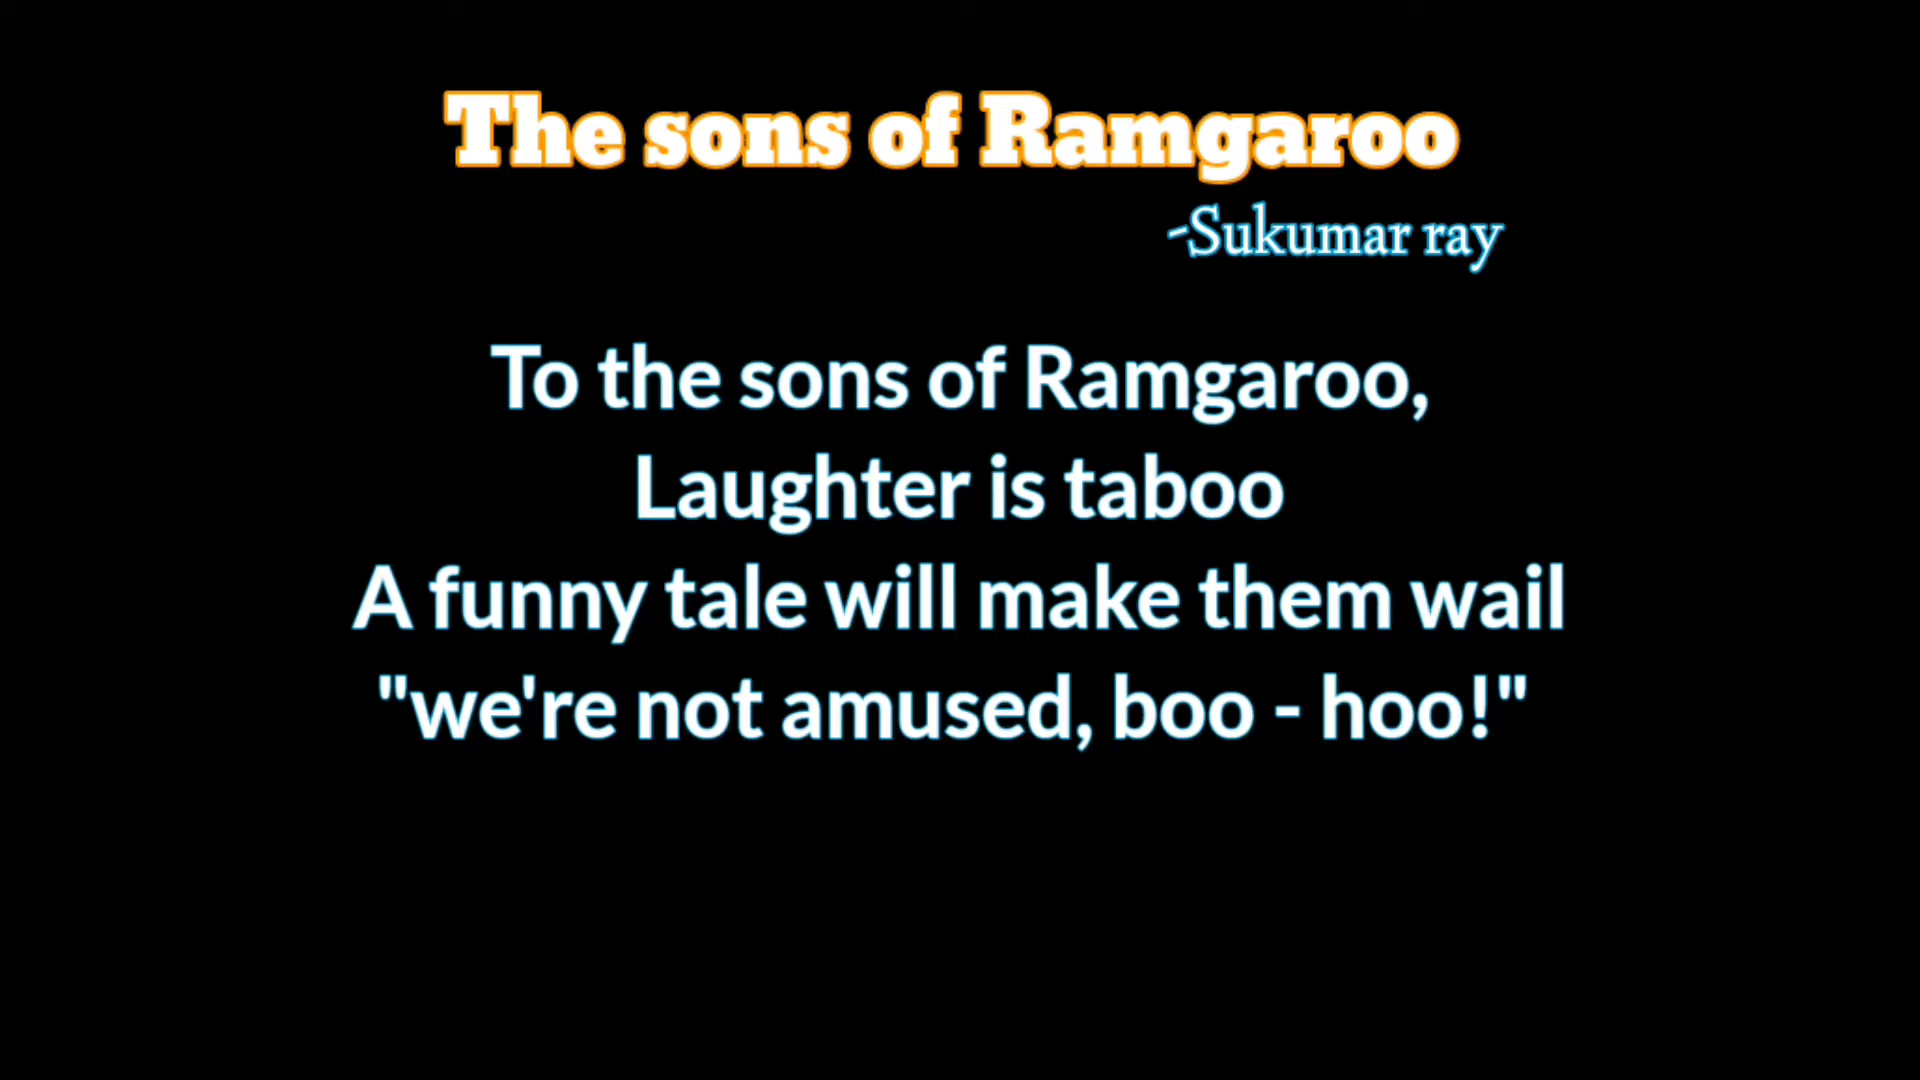 The sons of Ramgaroo
-Sukumar ray
To the sons of Ramgaroo,
Laughter is taboo
A funny tale will make them wail
"we're not amused, boo - hoo!"